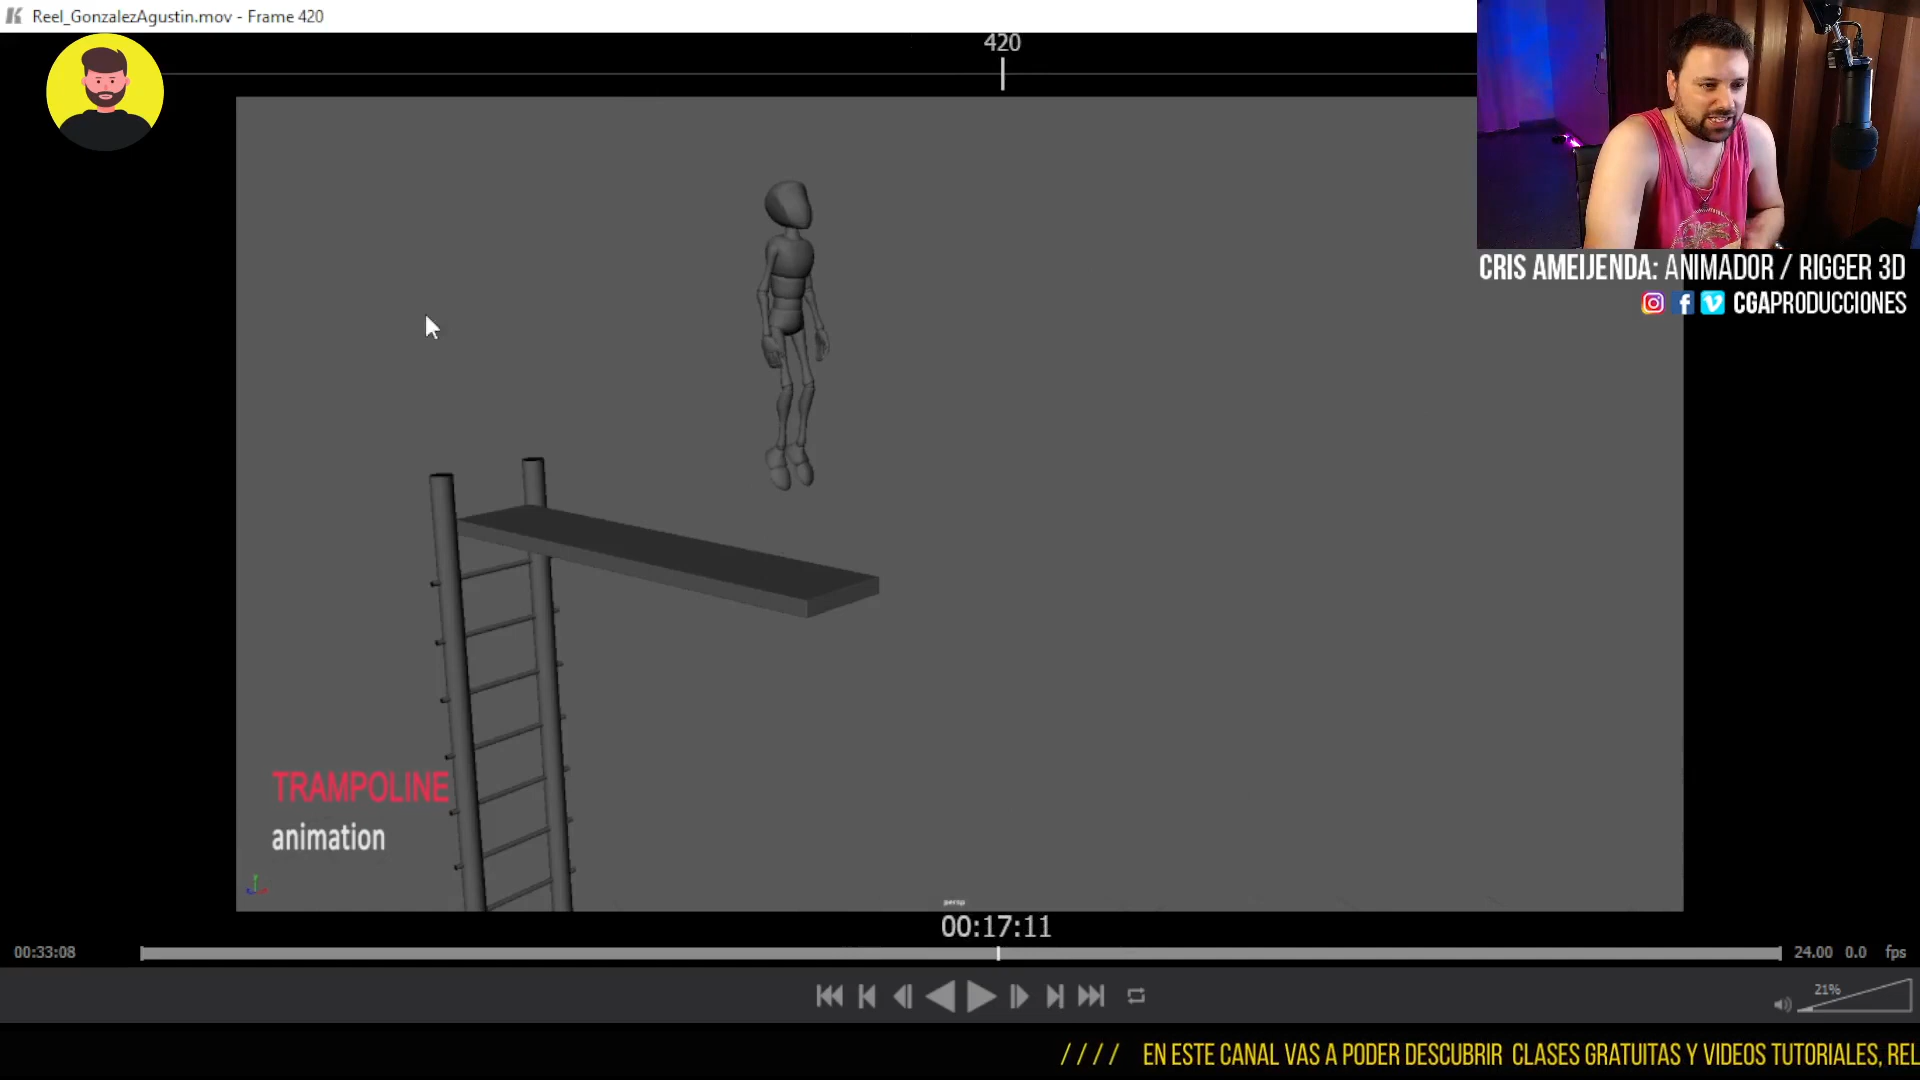 Reel_GonzalezAgustin.mov - Frame 420
420
CRIS AMEIJENDA: ANIMADOR / RIGGER 3D
CGAPRODUCCIONES
TRAMPOLINE
animation
persp
00:17:11
00:33:08
24.00 0.0 fps
21%
//// EN ESTE CANAL VAS A PODER DESCUBRIR CLASES GRATUITAS Y VIDEOS TUTORIALES, REL